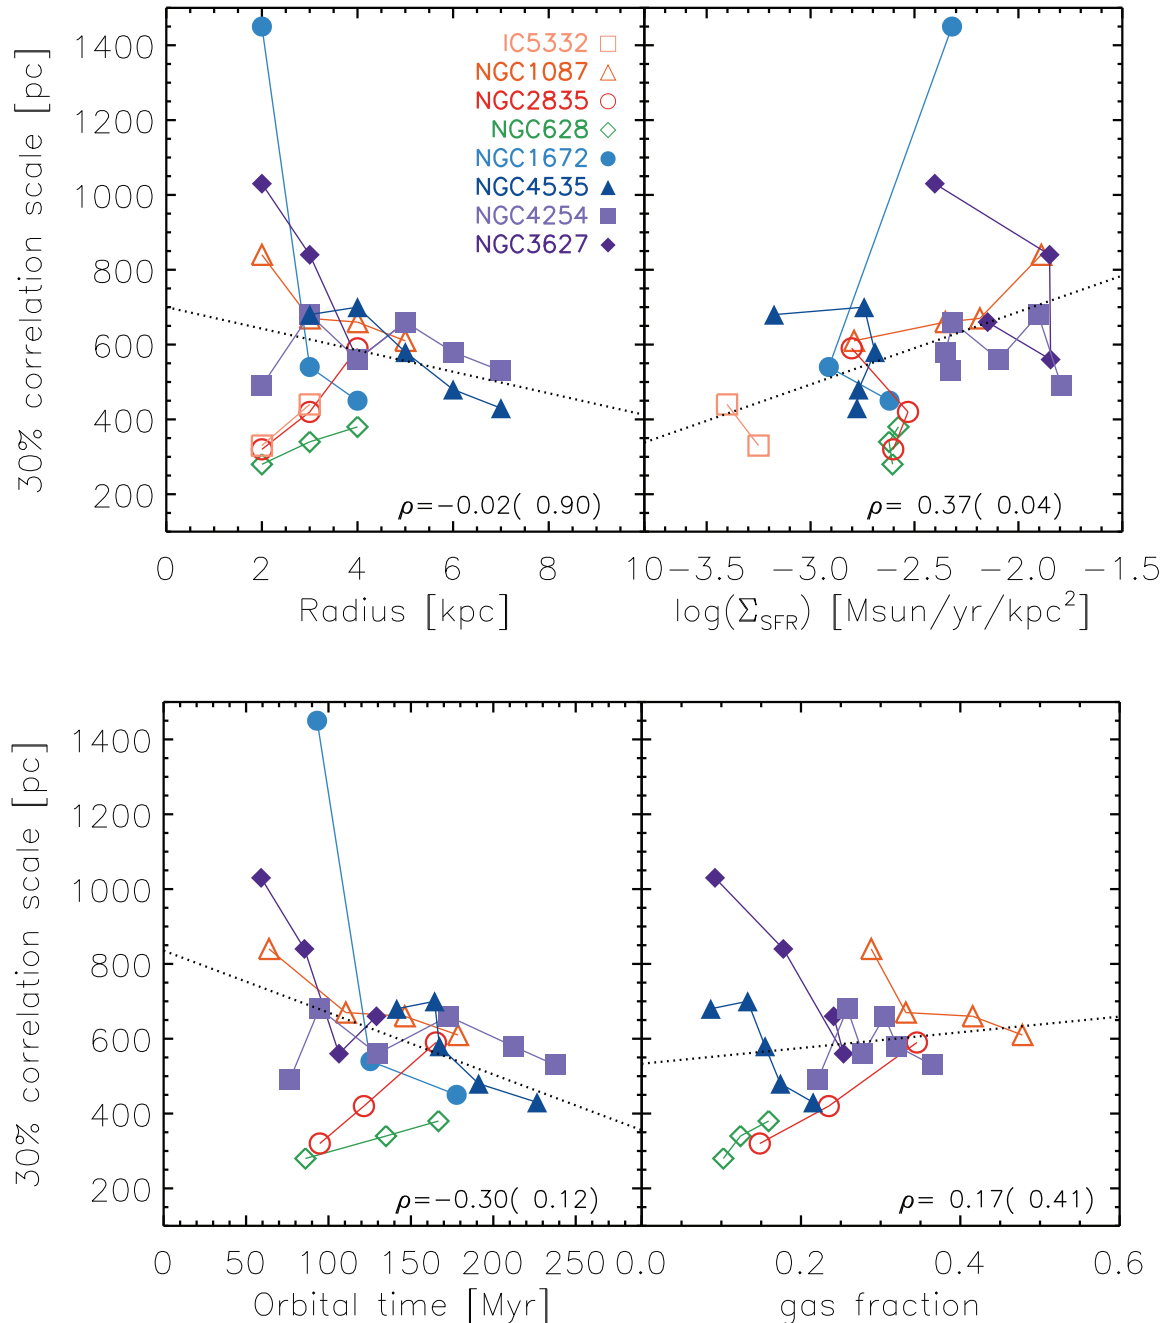 30% correlation scale [pc]
1400
1200
1000
800
600
400
200
IC5332
NGC1087
NGC2835
NGC628
NGC1672
NGC4535
NGC4254
NGC3627
ρ=−0.02( 0.90)
ρ= 0.37( 0.04)
0 2 4 6 8 10 −3.5 −3.0 −2.5 −2.0 −1.5
Radius [kpc]
log(Σ_SFR) [Msun/yr/kpc²]
30% correlation scale [pc]
1400
1200
1000
800
600
400
200
ρ=−0.30( 0.12)
ρ= 0.17( 0.41)
0 50 100 150 200 250 0.0 0.2 0.4 0.6
Orbital time [Myr]
gas fraction